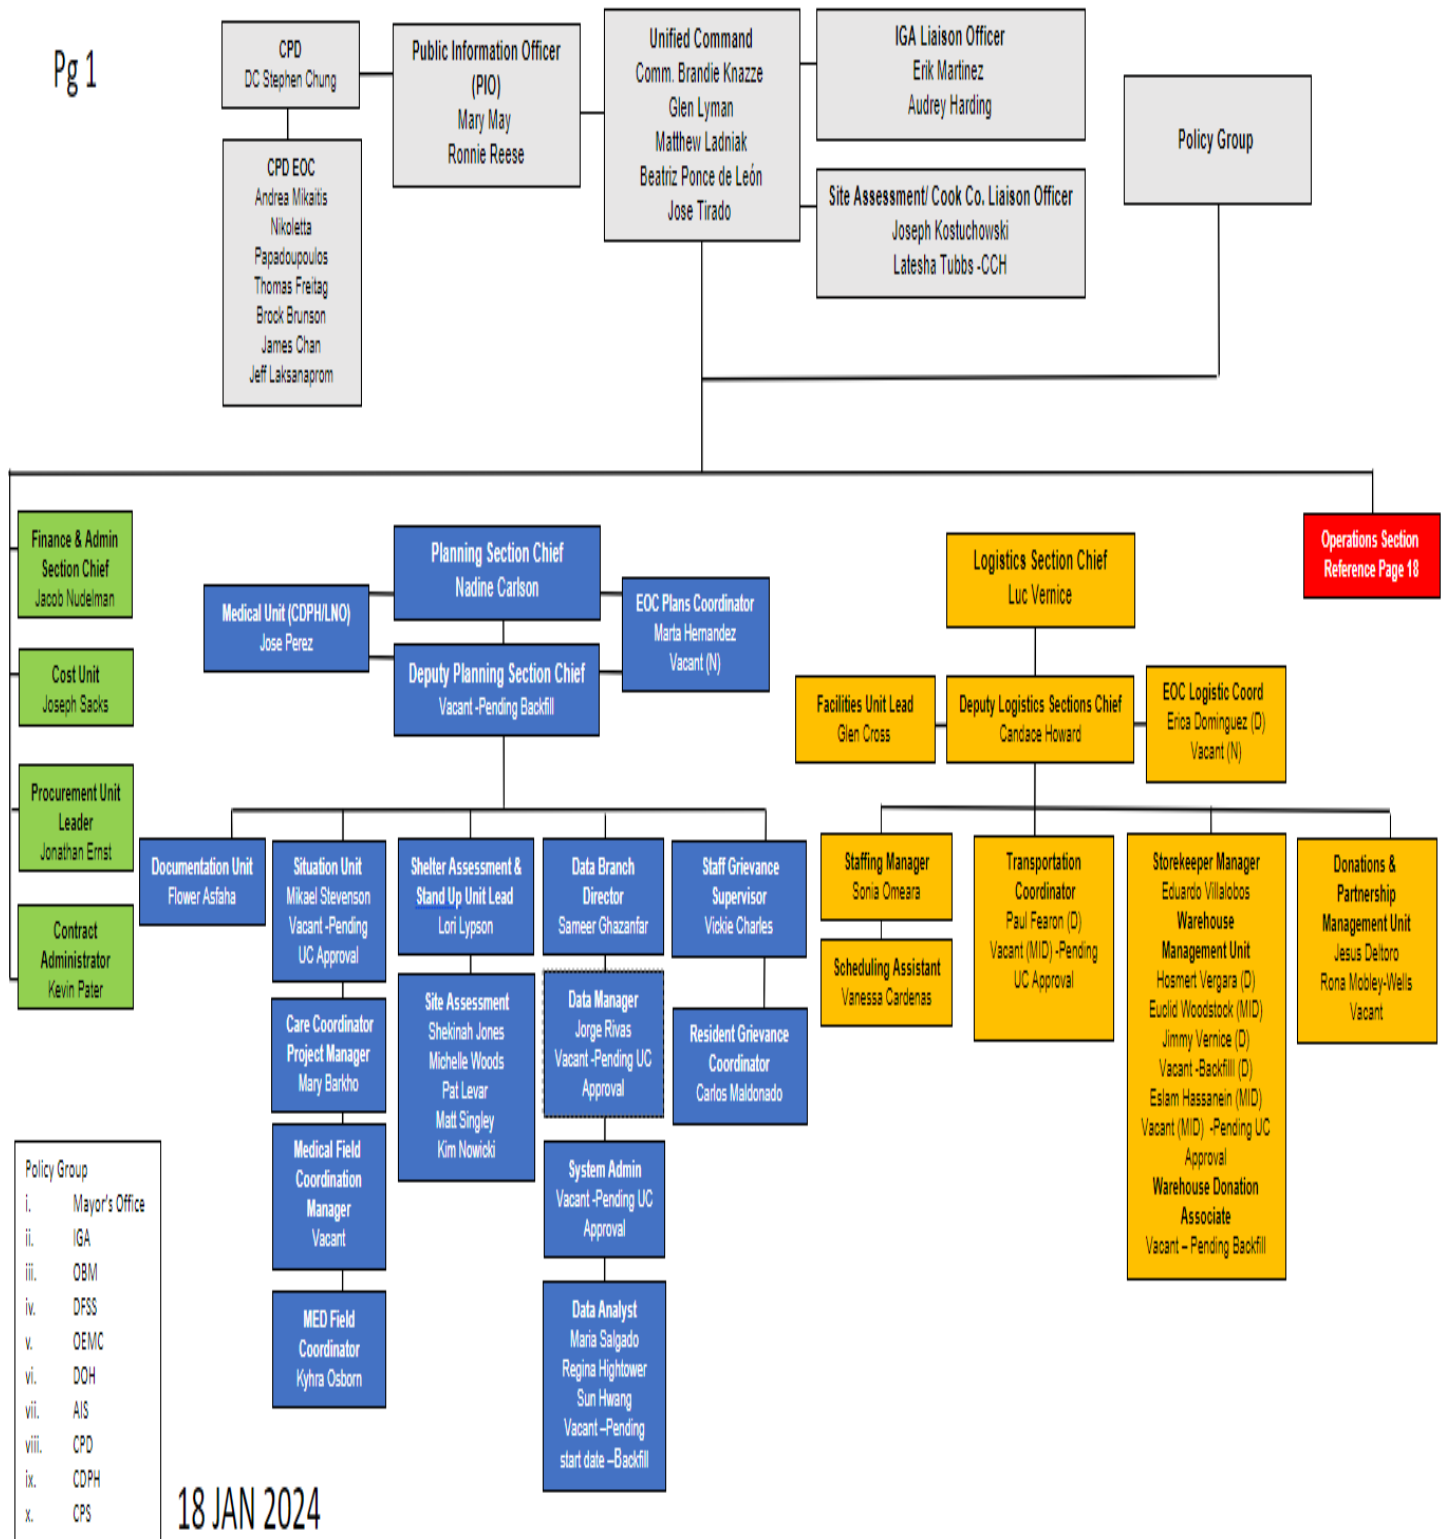 Pg 1
CPD
DC Stephen Chung
Public Information Officer
(PIO)
Mary May
Ronnie Reese
Unified Command
Comm. Brandie Knazze
Glen Lyman
Matthew Ladniak
Beatriz Ponce de León
Jose Tirado
IGA Liaison Officer
Erik Martinez
Audrey Harding
Policy Group
CPD EOC
Andrea Mikaitis
Nikoletta
Papadoupoulos
Thomas Freitag
Brock Brunson
James Chan
Jeff Laksanaprom
Site Assessment/ Cook Co. Liaison Officer
Joseph Kostuchowski
Latesha Tubbs -CCH
Finance & Admin
Section Chief
Jacob Nudelman
Cost Unit
Joseph Sacks
Procurement Unit
Leader
Jonathan Ernst
Contract
Administrator
Kevin Pater
Planning Section Chief
Nadine Carlson
Medical Unit (CDPH/LNO)
Jose Perez
EOC Plans Coordinator
Marta Hernandez
Vacant (N)
Deputy Planning Section Chief
Vacant -Pending Backfill
Logistics Section Chief
Luc Vernice
Facilities Unit Lead
Glen Cross
Deputy Logistics Sections Chief
Candace Howard
EOC Logistic Coord
Erica Dominguez (D)
Vacant (N)
Operations Section
Reference Page 18
Documentation Unit
Flower Asfaha
Situation Unit
Mikael Stevenson
Vacant -Pending
UC Approval
Care Coordinator
Project Manager
Mary Barkho
Medical Field
Coordination
Manager
Vacant
MED Field
Coordinator
Kyhra Osborn
Shelter Assessment &
Stand Up Unit Lead
Lori Lypson
Site Assessment
Shekinah Jones
Michelle Woods
Pat Levar
Matt Singley
Kim Nowicki
Data Branch
Director
Sameer Ghazanfar
Data Manager
Jorge Rivas
Vacant -Pending UC
Approval
System Admin
Vacant -Pending UC
Approval
Data Analyst
Maria Salgado
Regina Hightower
Sun Hwang
Vacant –Pending
start date –Backfill
Staff Grievance
Supervisor
Vickie Charles
Resident Grievance
Coordinator
Carlos Maldonado
Staffing Manager
Sonia Omeara
Scheduling Assistant
Vanessa Cardenas
Transportation
Coordinator
Paul Fearon (D)
Vacant (MID) -Pending
UC Approval
Storekeeper Manager
Eduardo Villalobos
Warehouse
Management Unit
Hosmert Vergara (D)
Euclid Woodstock (MID)
Jimmy Vernice (D)
Vacant -Backfilll (D)
Eslam Hassanein (MID)
Vacant (MID) -Pending UC
Approval
Warehouse Donation
Associate
Vacant – Pending Backfill
Donations &
Partnership
Management Unit
Jesus Deltoro
Rona Mobley-Wells
Vacant
Policy Group
i. Mayor's Office
ii. IGA
iii. OBM
iv. DFSS
v. OEMC
vi. DOH
vii. AIS
viii. CPD
ix. CDPH
x. CPS
18 JAN 2024